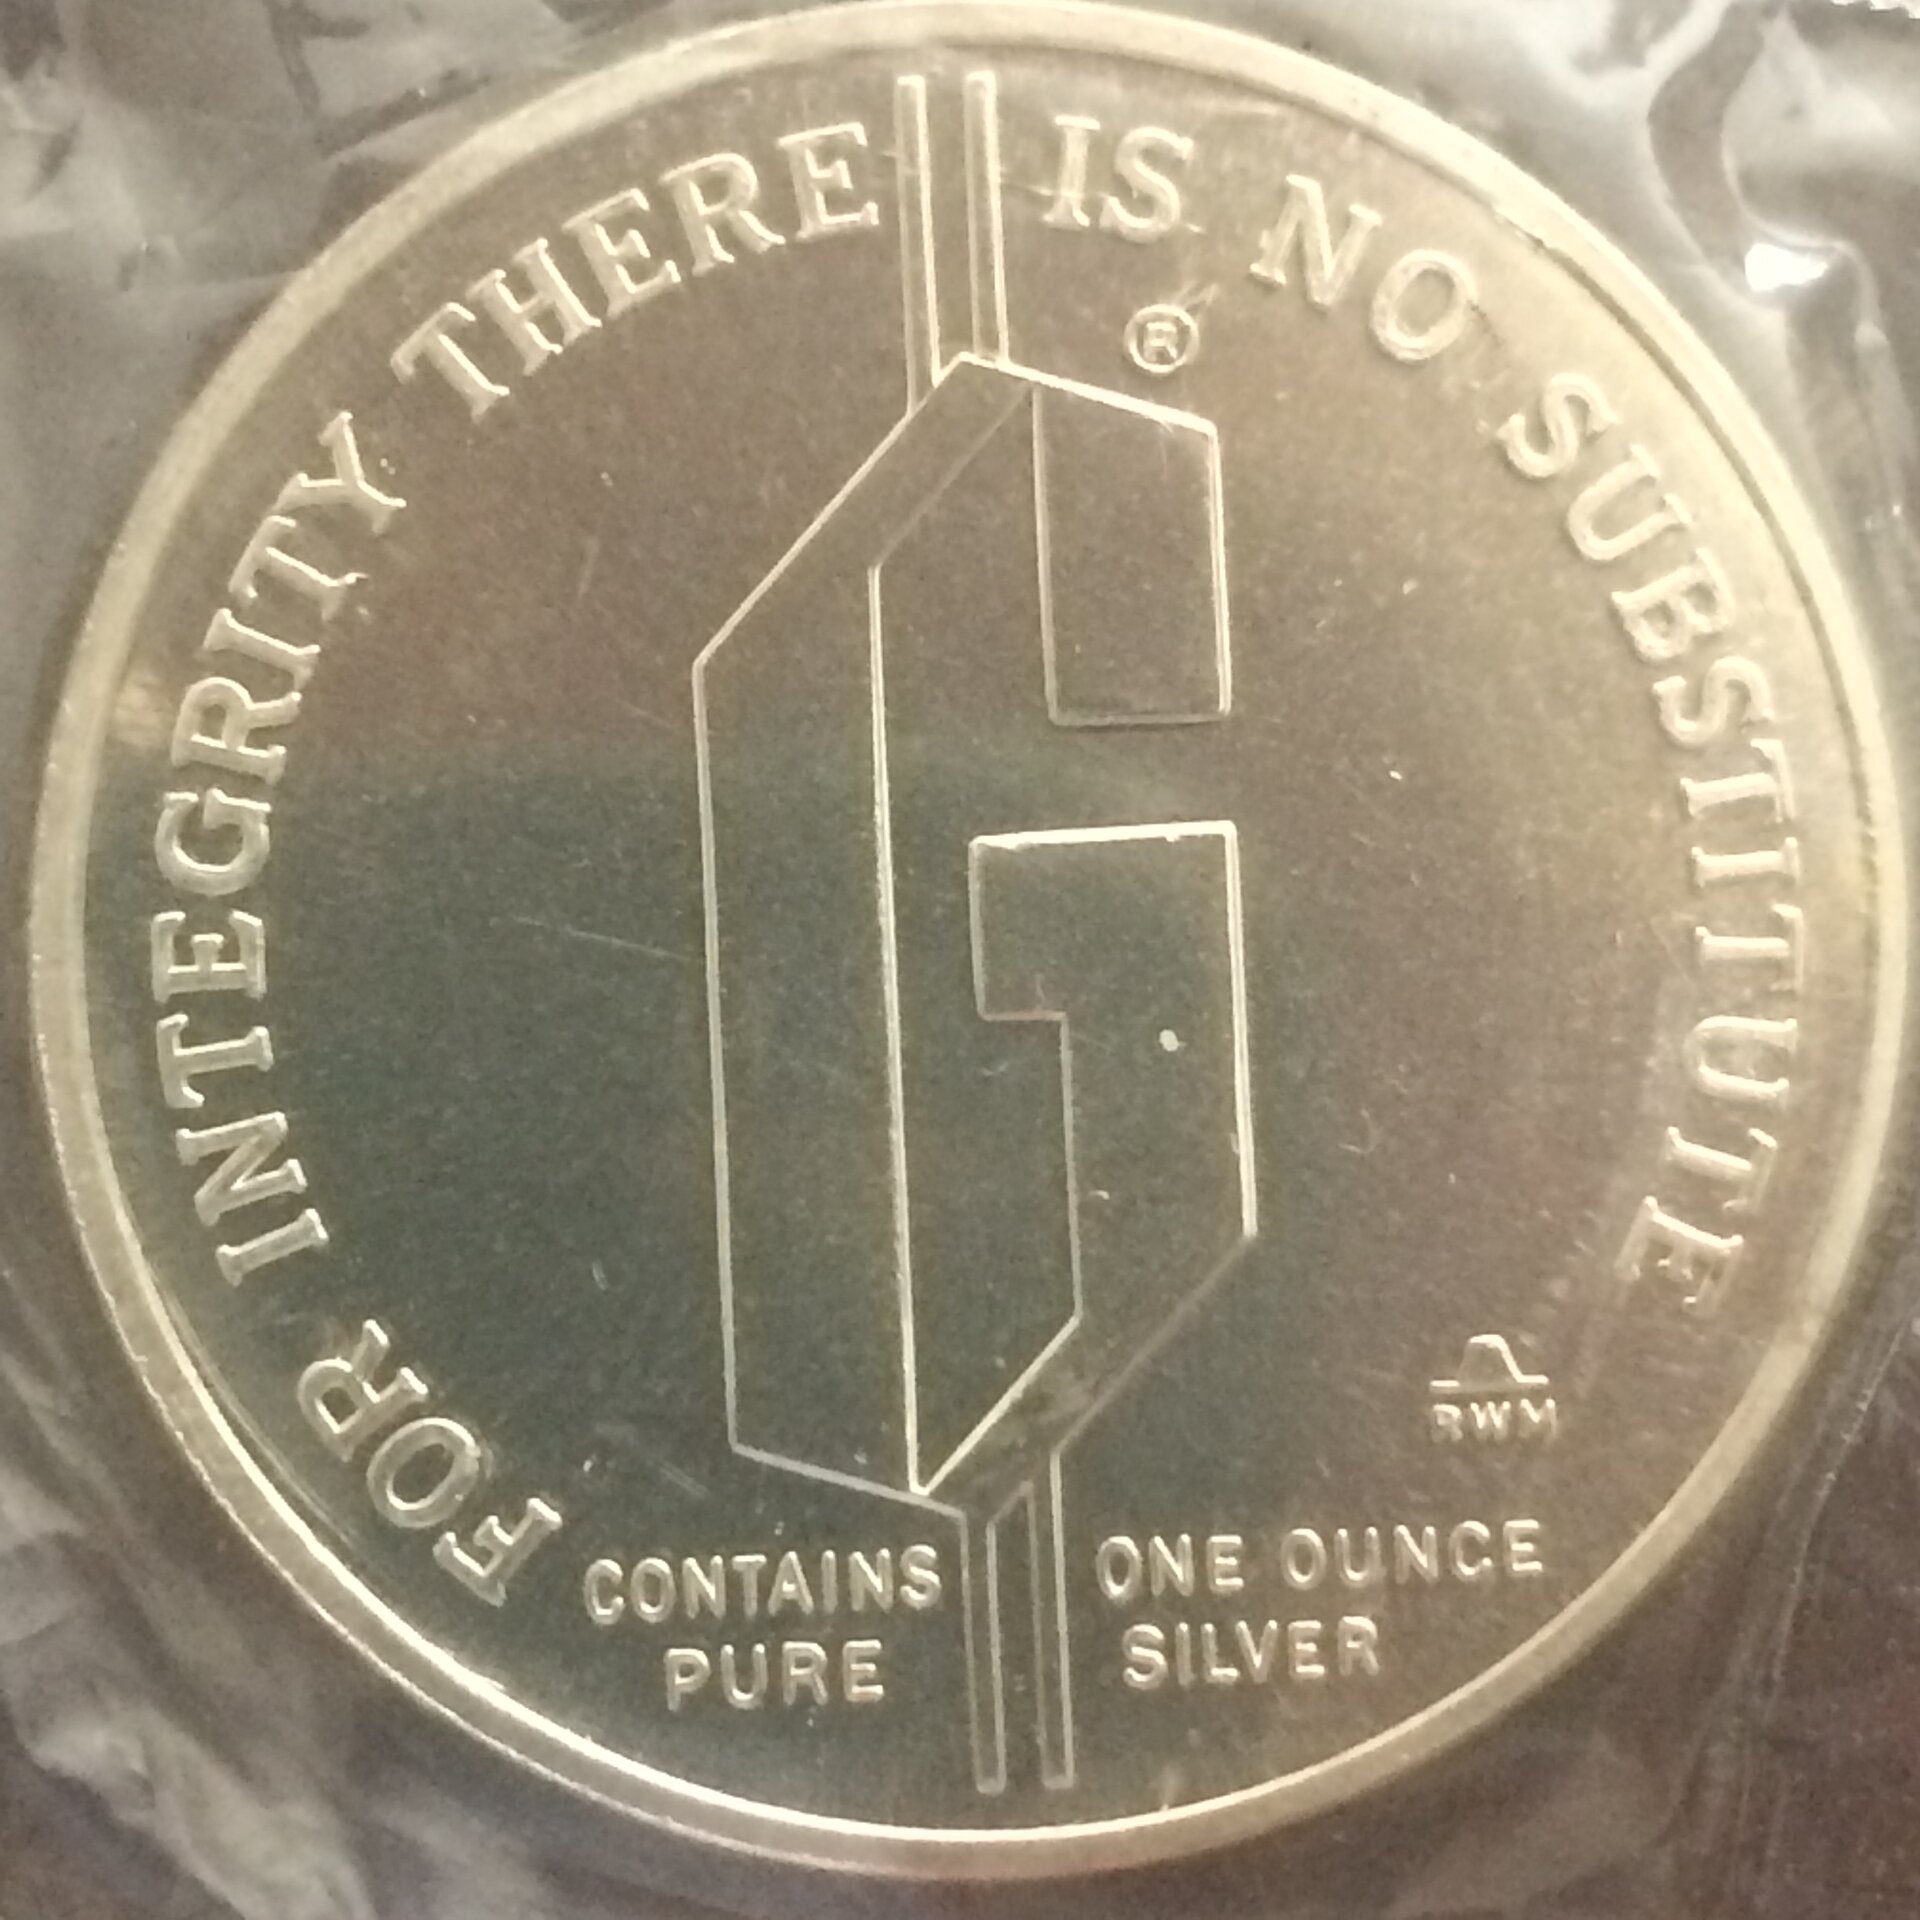 FOR INTEGRITY THERE IS NO SUBSTITUTE
®
G
RWM
CONTAINS ONE OUNCE
PURE SILVER